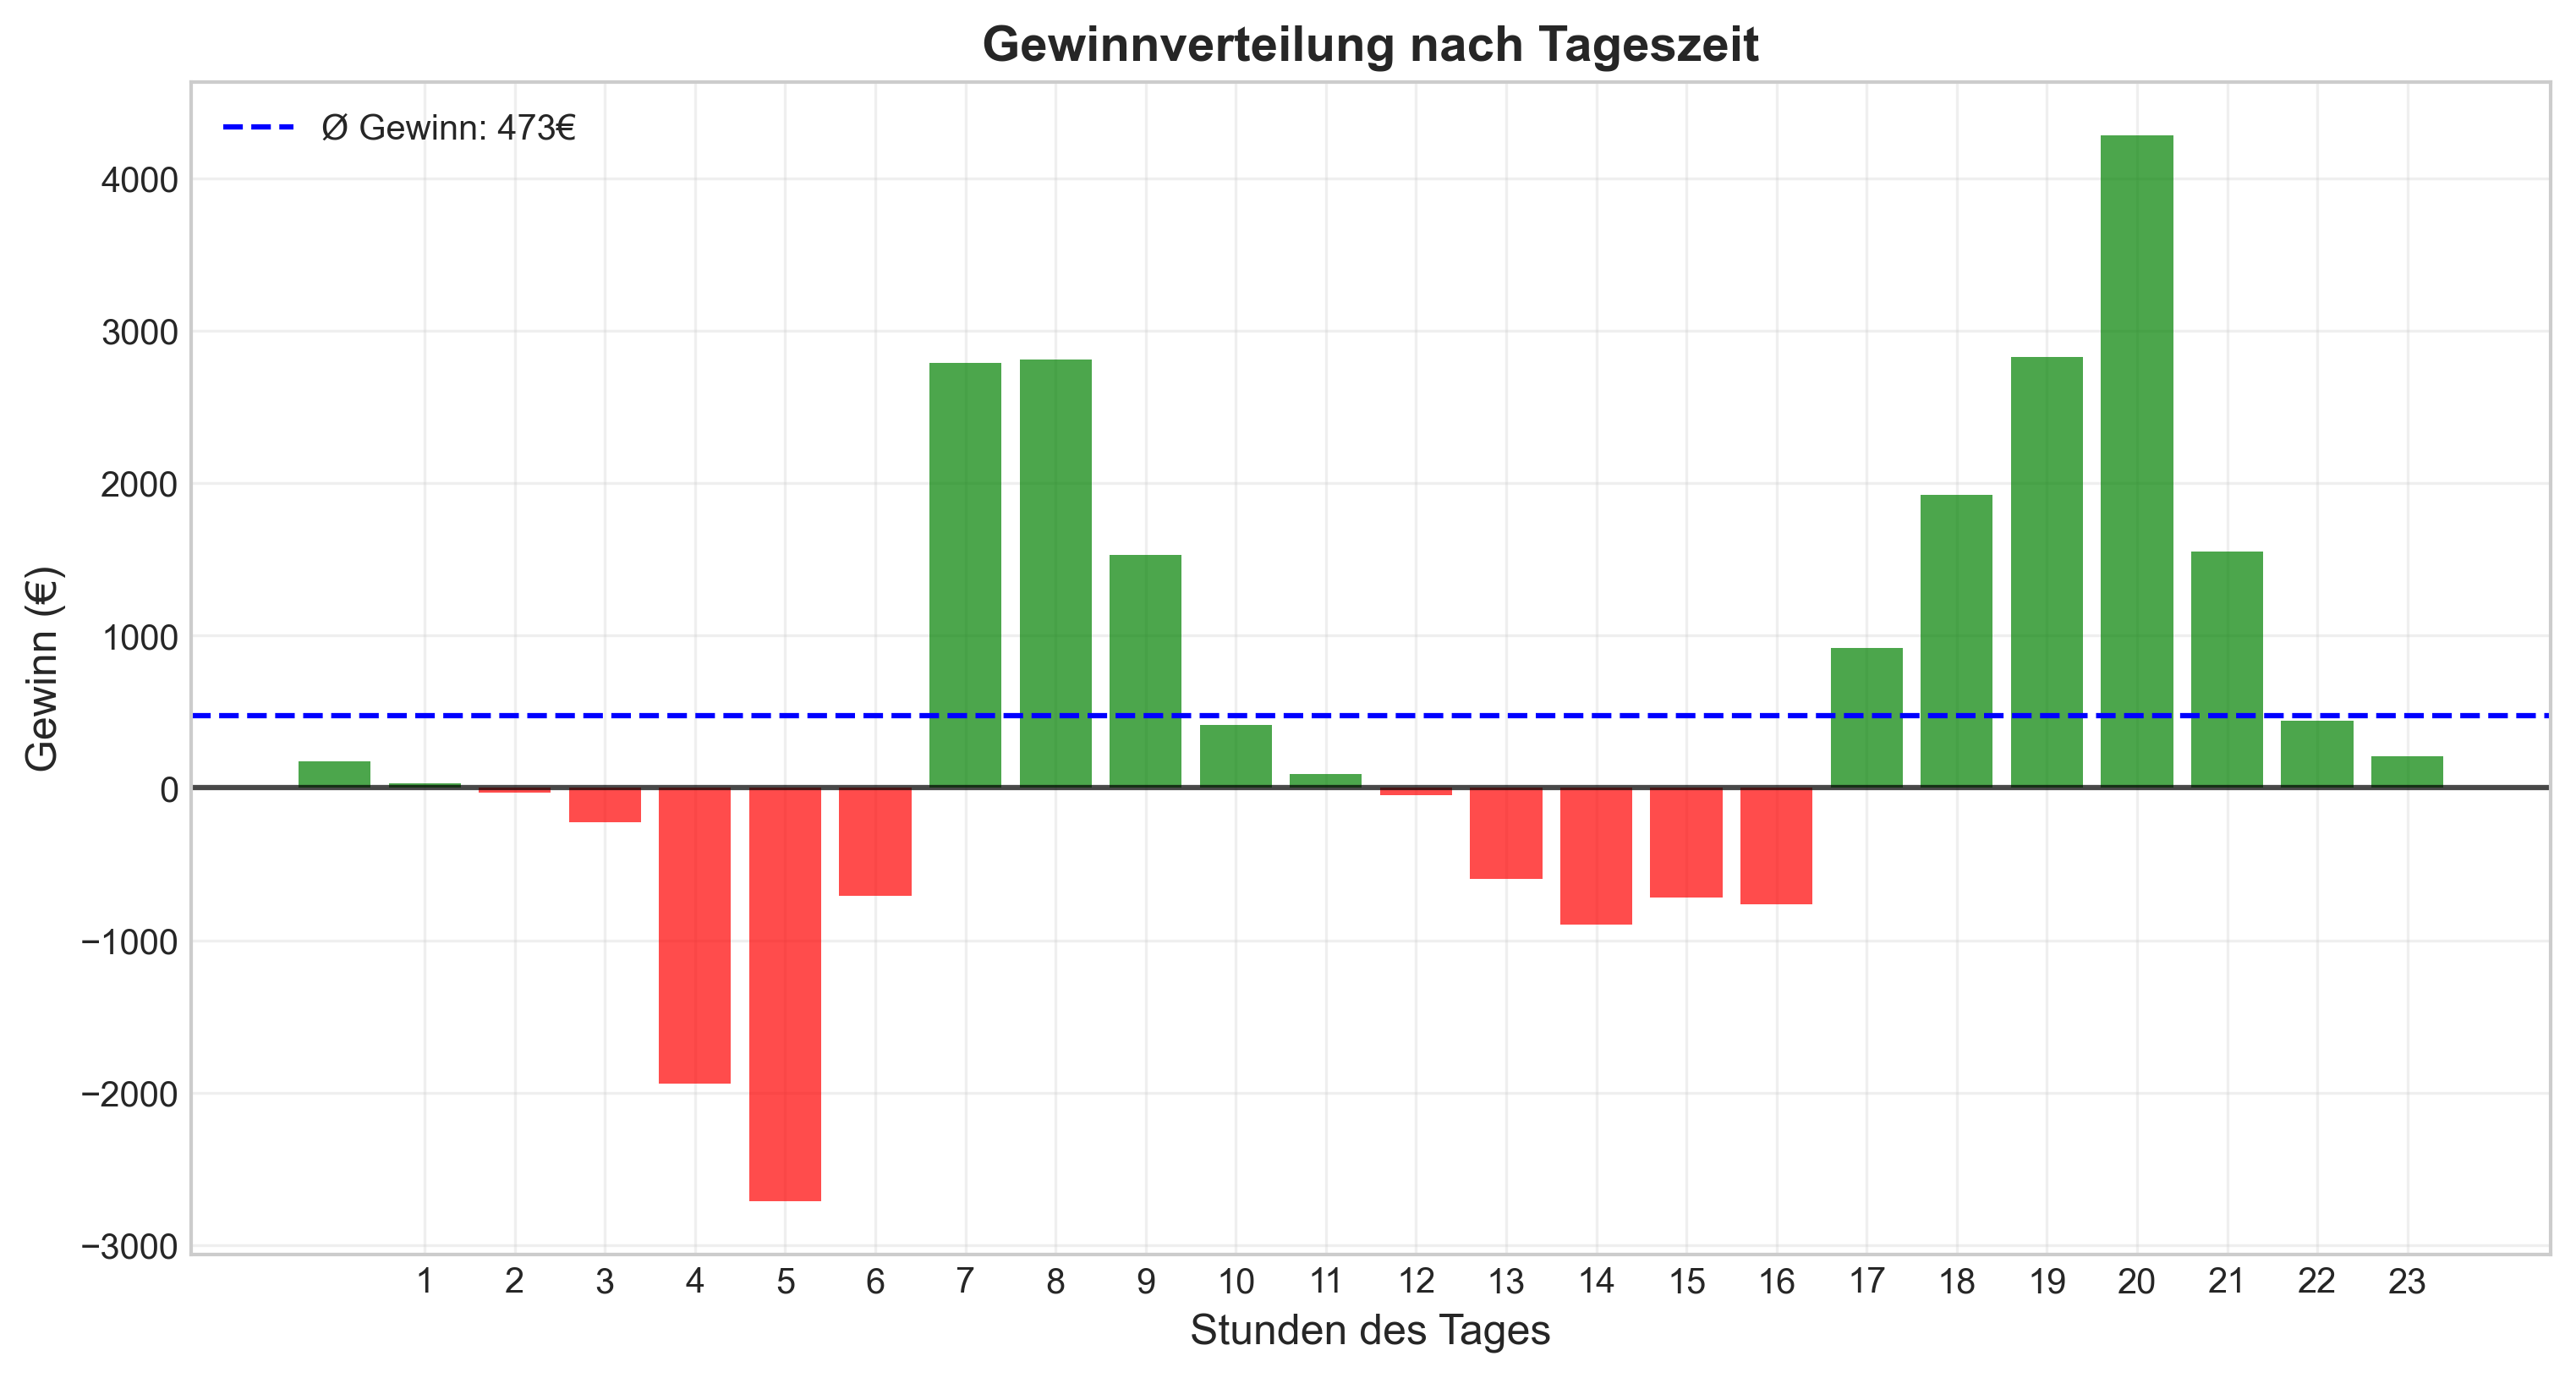 Gewinnverteilung nach Tageszeit
Ø Gewinn: 473€
Gewinn (€)
4000
3000
2000
1000
0
−1000
−2000
−3000
1 2 3 4 5 6 7 8 9 10 11 12 13 14 15 16 17 18 19 20 21 22 23
Stunden des Tages